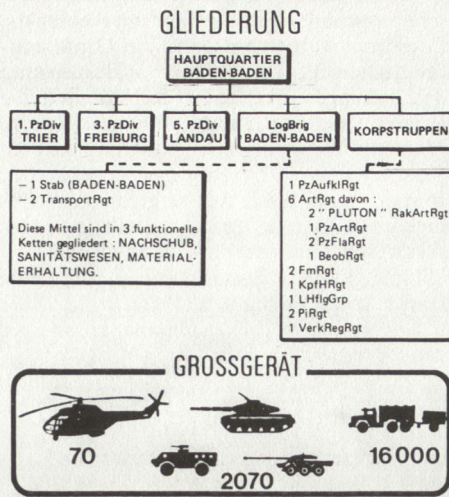 GLIEDERUNG
HAUPTQUARTIER
BADEN-BADEN
1. PzDiv
TRIER
3. PzDiv
FREIBURG
5. PzDiv
LANDAU
LogBrig
BADEN-BADEN
KORPSTRUPPEN
– 1 Stab (BADEN-BADEN)
– 2 TransportRgt
Diese Mittel sind in 3.funktionelle
Ketten gegliedert : NACHSCHUB,
SANITÄTSWESEN, MATERIAL-
ERHALTUNG.
1 PzAufklRgt
6 ArtRgt davon :
2 " PLUTON " RakArtRgt
1 PzArtRgt
2 PzFlaRgt
1 BeobRgt
2 FmRgt
1 KpfHRgt
1 LHflgGrp
2 PiRgt
1 VerkRegRgt
GROSSGERÄT
70
2070
16000